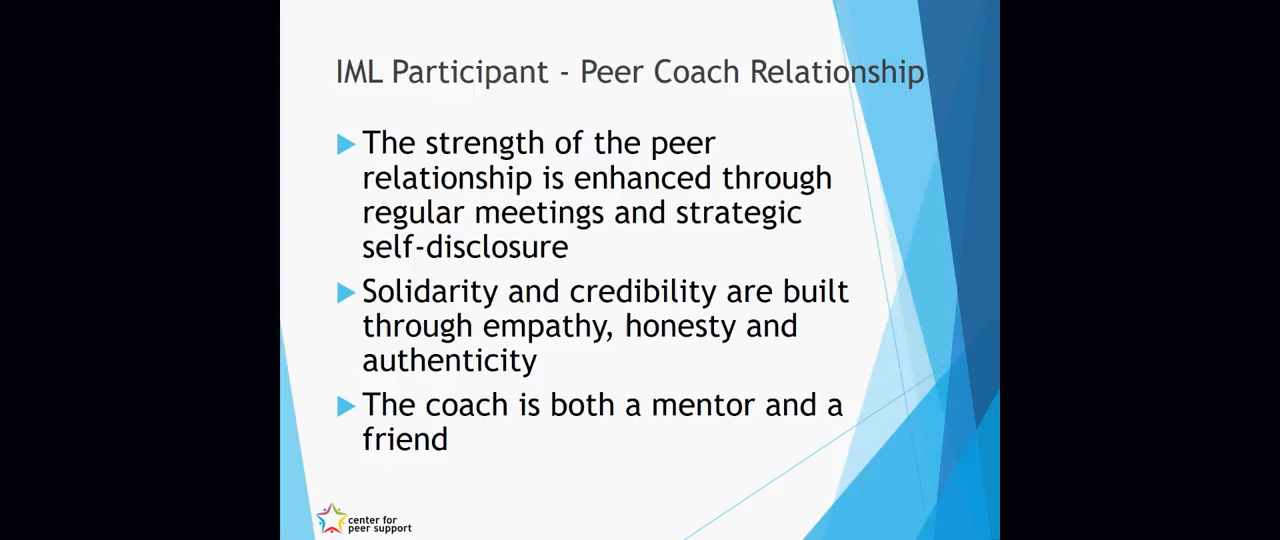 IML Participant - Peer Coach Relationship
The strength of the peer
relationship is enhanced through
regular meetings and strategic
self-disclosure
Solidarity and credibility are built
through empathy, honesty and
authenticity
The coach is both a mentor and a
friend
center for
peer support